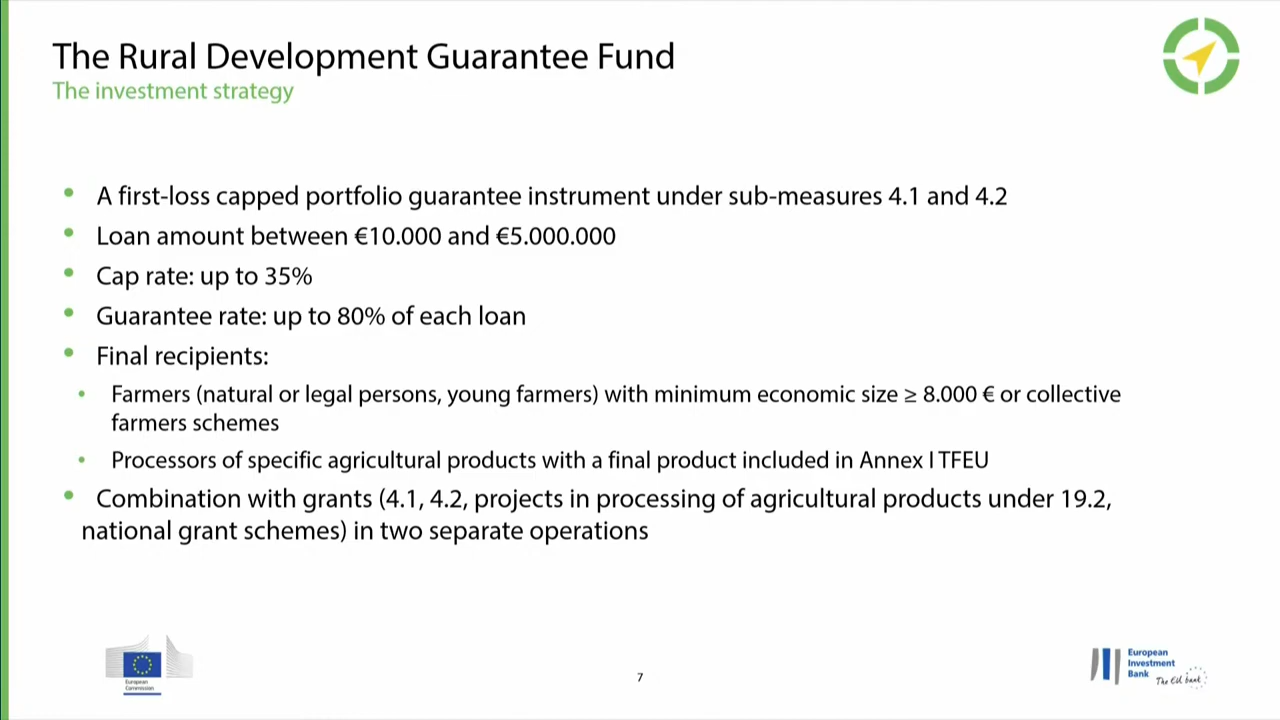 The Rural Development Guarantee Fund
The investment strategy
• A first-loss capped portfolio guarantee instrument under sub-measures 4.1 and 4.2
• Loan amount between €10.000 and €5.000.000
• Cap rate: up to 35%
• Guarantee rate: up to 80% of each loan
• Final recipients:
• Farmers (natural or legal persons, young farmers) with minimum economic size ≥ 8.000 € or collective
farmers schemes
• Processors of specific agricultural products with a final product included in Annex I TFEU
• Combination with grants (4.1, 4.2, projects in processing of agricultural products under 19.2,
national grant schemes) in two separate operations
European
Commission
7
European
Investment
Bank
The EU bank